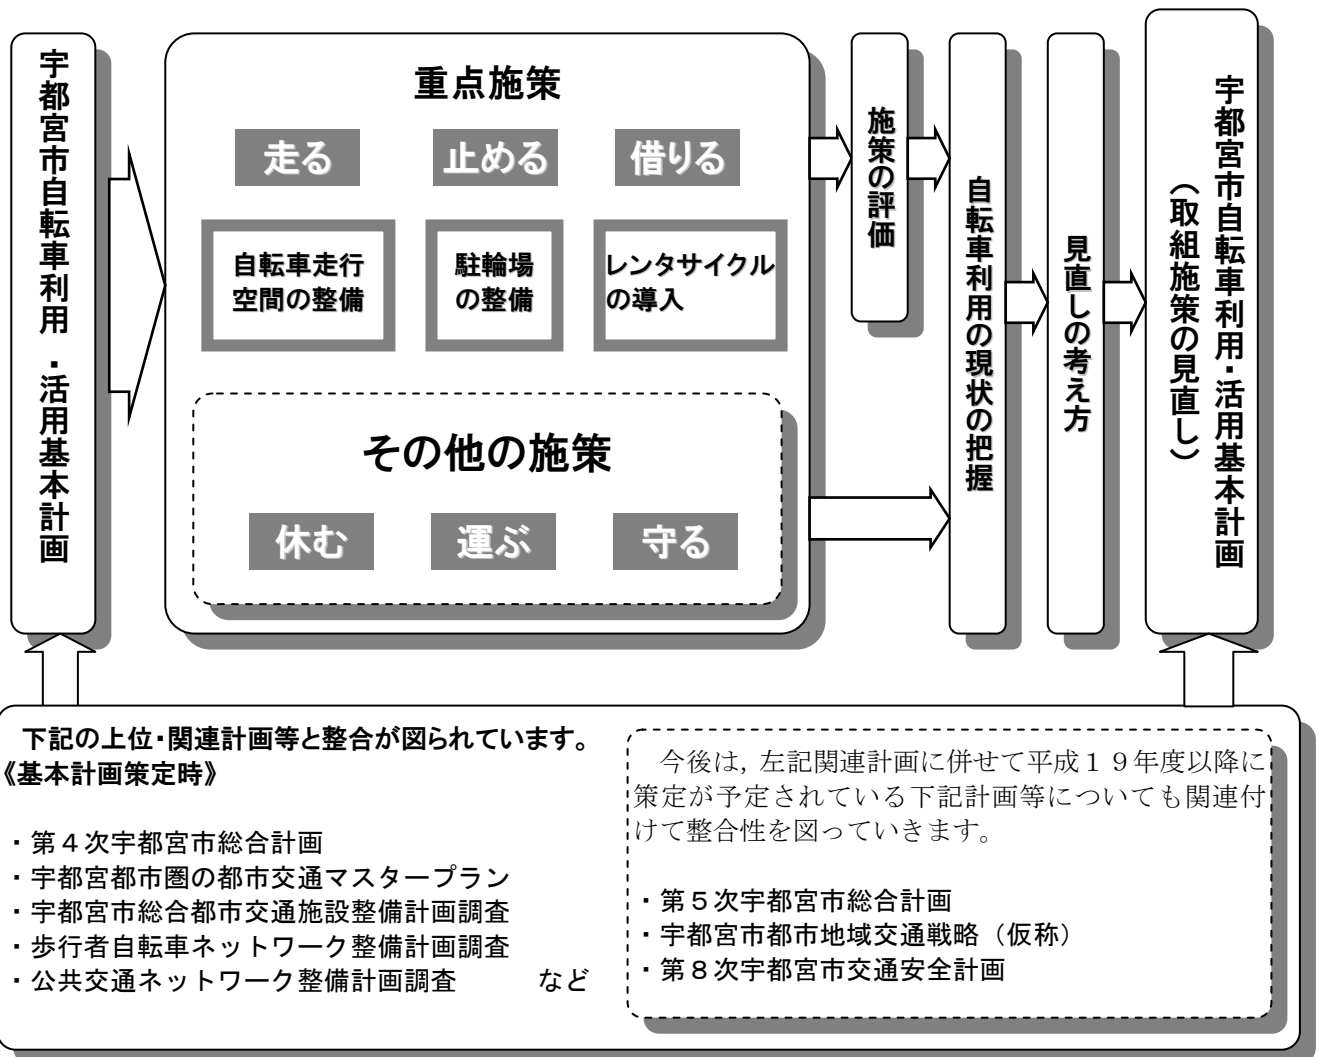 宇都宮市自転車利用・活用基本計画
重点施策
走る
止める
借りる
自転車走行
空間の整備
駐輪場
の整備
レンタサイクル
の導入
その他の施策
休む
運ぶ
守る
施策の評価
自転車利用の現状の把握
見直しの考え方
宇都宮市自転車利用・活用基本計画
（取組施策の見直し）
下記の上位・関連計画等と整合が図られています。
《基本計画策定時》
・第４次宇都宮市総合計画
・宇都宮都市圏の都市交通マスタープラン
・宇都宮市総合都市交通施設整備計画調査
・歩行者自転車ネットワーク整備計画調査
・公共交通ネットワーク整備計画調査　　　など
今後は，左記関連計画に併せて平成１９年度以降に
策定が予定されている下記計画等についても関連付
けて整合性を図っていきます。
・第５次宇都宮市総合計画
・宇都宮市都市地域交通戦略（仮称）
・第８次宇都宮市交通安全計画